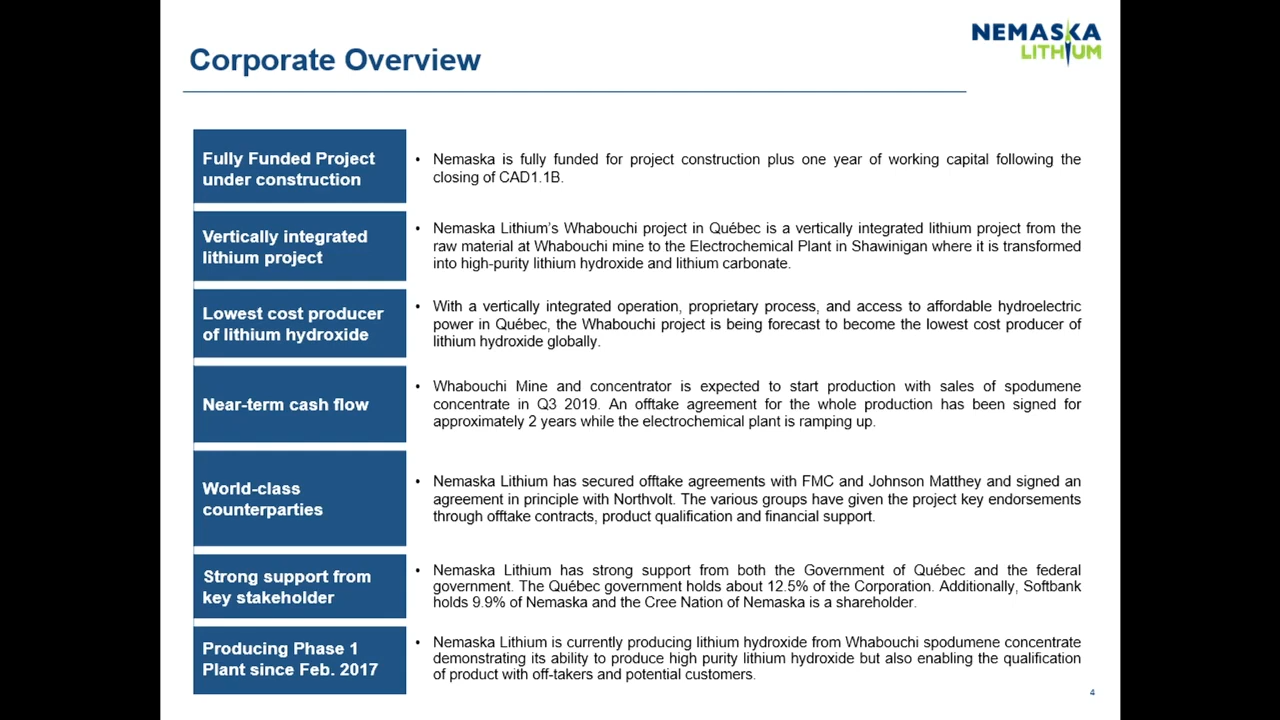 NEMASKA
LITHIUM
Corporate Overview
Fully Funded Project
under construction
• Nemaska is fully funded for project construction plus one year of working capital following the
closing of CAD1.1B.
Vertically integrated
lithium project
• Nemaska Lithium's Whabouchi project in Québec is a vertically integrated lithium project from the
raw material at Whabouchi mine to the Electrochemical Plant in Shawinigan where it is transformed
into high-purity lithium hydroxide and lithium carbonate.
Lowest cost producer
of lithium hydroxide
• With a vertically integrated operation, proprietary process, and access to affordable hydroelectric
power in Québec, the Whabouchi project is being forecast to become the lowest cost producer of
lithium hydroxide globally.
Near-term cash flow
• Whabouchi Mine and concentrator is expected to start production with sales of spodumene
concentrate in Q3 2019. An offtake agreement for the whole production has been signed for
approximately 2 years while the electrochemical plant is ramping up.
World-class
counterparties
• Nemaska Lithium has secured offtake agreements with FMC and Johnson Matthey and signed an
agreement in principle with Northvolt. The various groups have given the project key endorsements
through offtake contracts, product qualification and financial support.
Strong support from
key stakeholder
• Nemaska Lithium has strong support from both the Government of Québec and the federal
government. The Québec government holds about 12.5% of the Corporation. Additionally, Softbank
holds 9.9% of Nemaska and the Cree Nation of Nemaska is a shareholder.
Producing Phase 1
Plant since Feb. 2017
• Nemaska Lithium is currently producing lithium hydroxide from Whabouchi spodumene concentrate
demonstrating its ability to produce high purity lithium hydroxide but also enabling the qualification
of product with off-takers and potential customers.
4